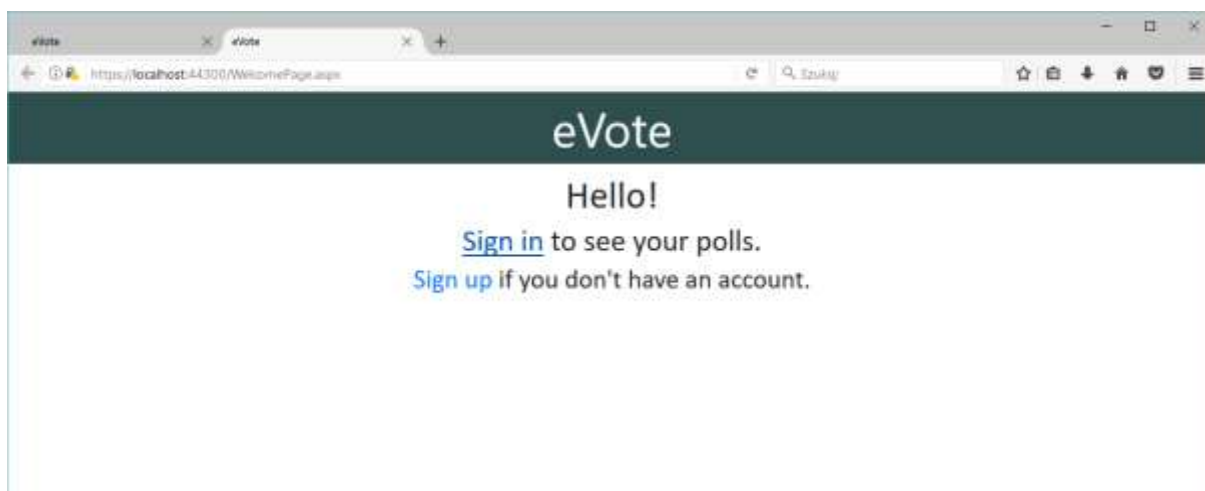 eVote eVote
https://localhost:44300/WelcomePage.aspx Szukaj
eVote
Hello!
Sign in to see your polls.
Sign up if you don't have an account.